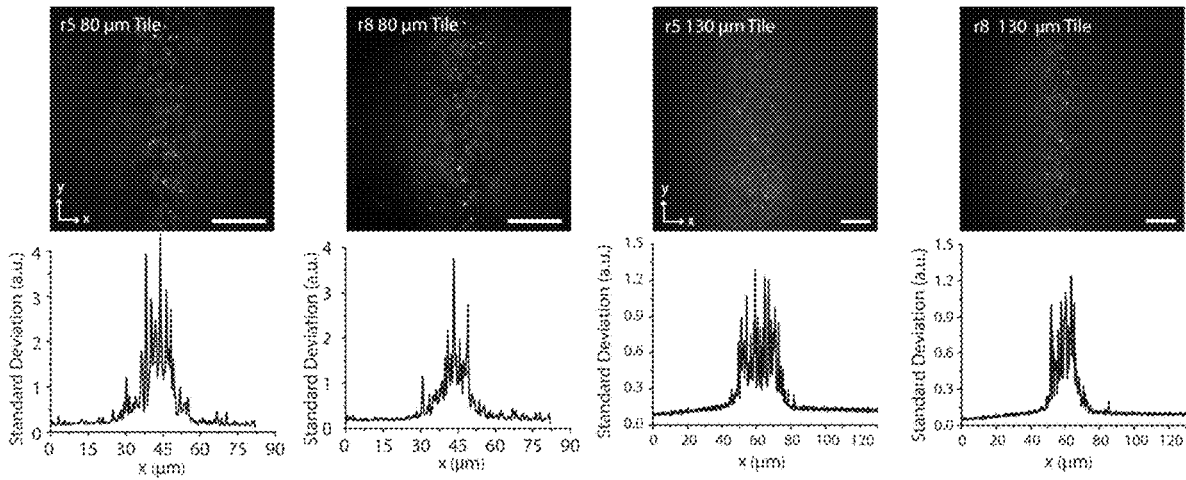 r5 80 µm Tile
r8 80 µm Tile
r5 130 µm Tile
r8 130 µm Tile
y
x
y
x
Standard Deviation (a.u.)
4
3
2
1
0
0 15 30 45 60 75 90
x (µm)
Standard Deviation (a.u.)
4
3
2
1
0
0 15 30 45 60 75 90
x (µm)
Standard Deviation (a.u.)
1.5
1.2
0.9
0.6
0.3
0.0
0 20 40 60 80 100 120
x (µm)
Standard Deviation (a.u.)
1.5
1.2
0.9
0.6
0.3
0.0
0 20 40 60 80 100 120
x (µm)